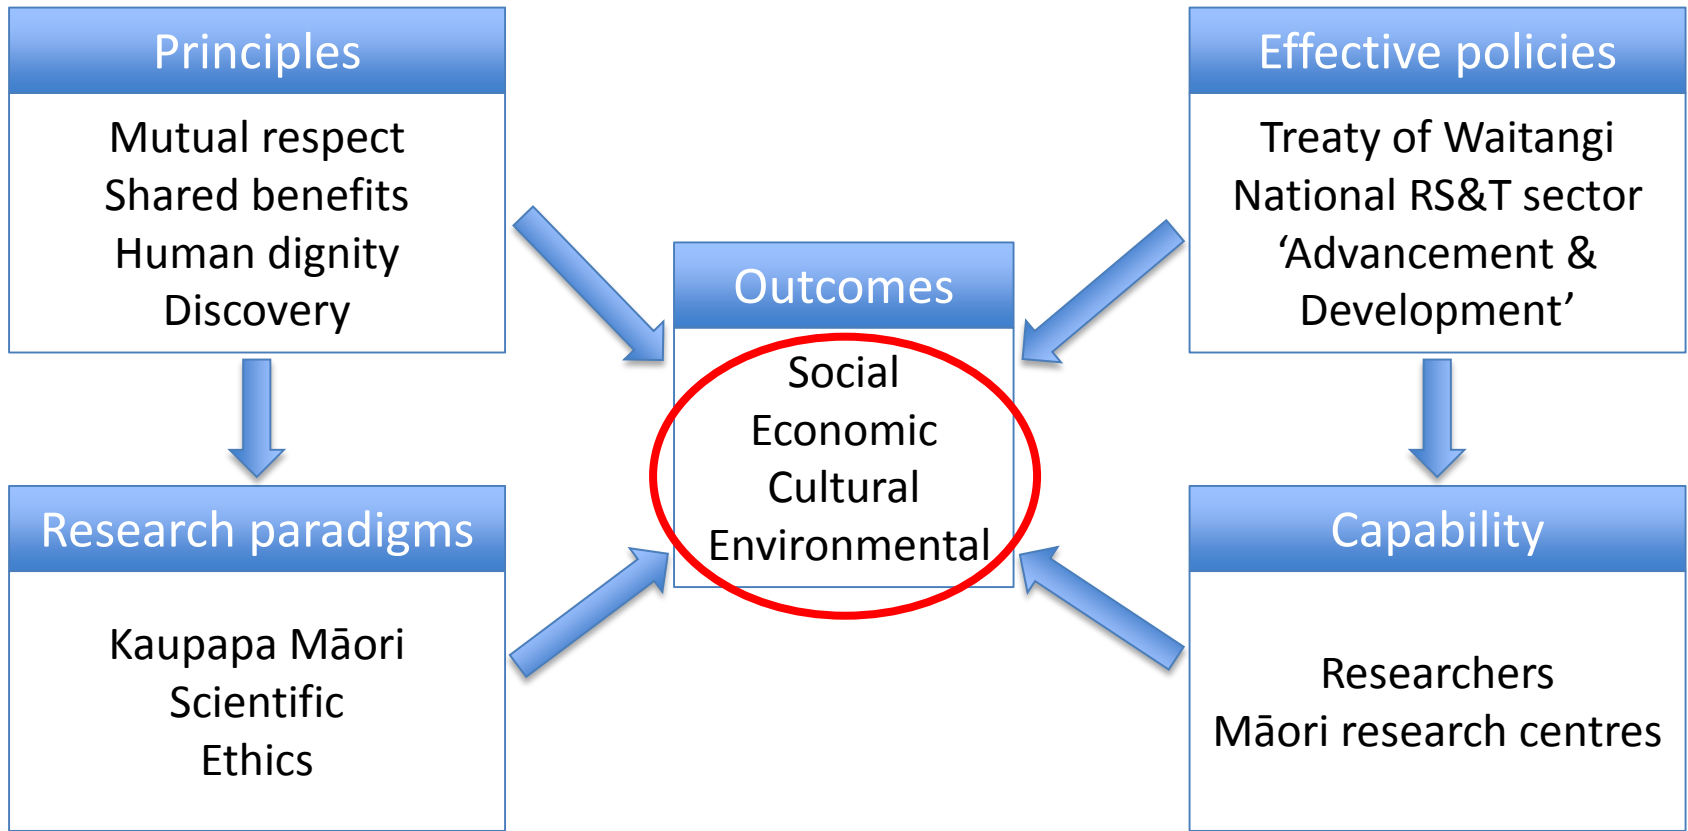 Principles
Mutual respect
Shared benefits
Human dignity
Discovery
Effective policies
Treaty of Waitangi
National RS&T sector
‘Advancement &
Development’
Outcomes
Social
Economic
Cultural
Environmental
Research paradigms
Kaupapa Māori
Scientific
Ethics
Capability
Researchers
Māori research centres